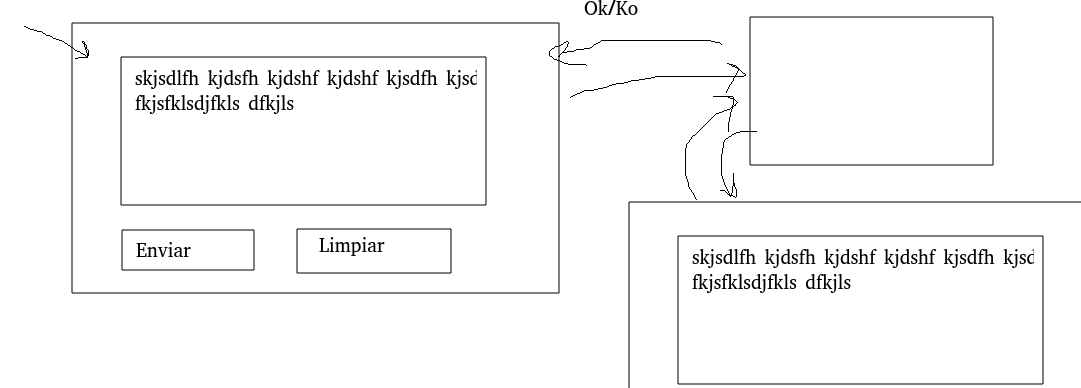 Ok/Ko
skjsdlfh kjdsfh kjdshf kjdshf kjsdfh kjsd
fkjsfklsdjfkls dfkjls
Enviar
Limpiar
skjsdlfh kjdsfh kjdshf kjdshf kjsdfh kjsd
fkjsfklsdjfkls dfkjls